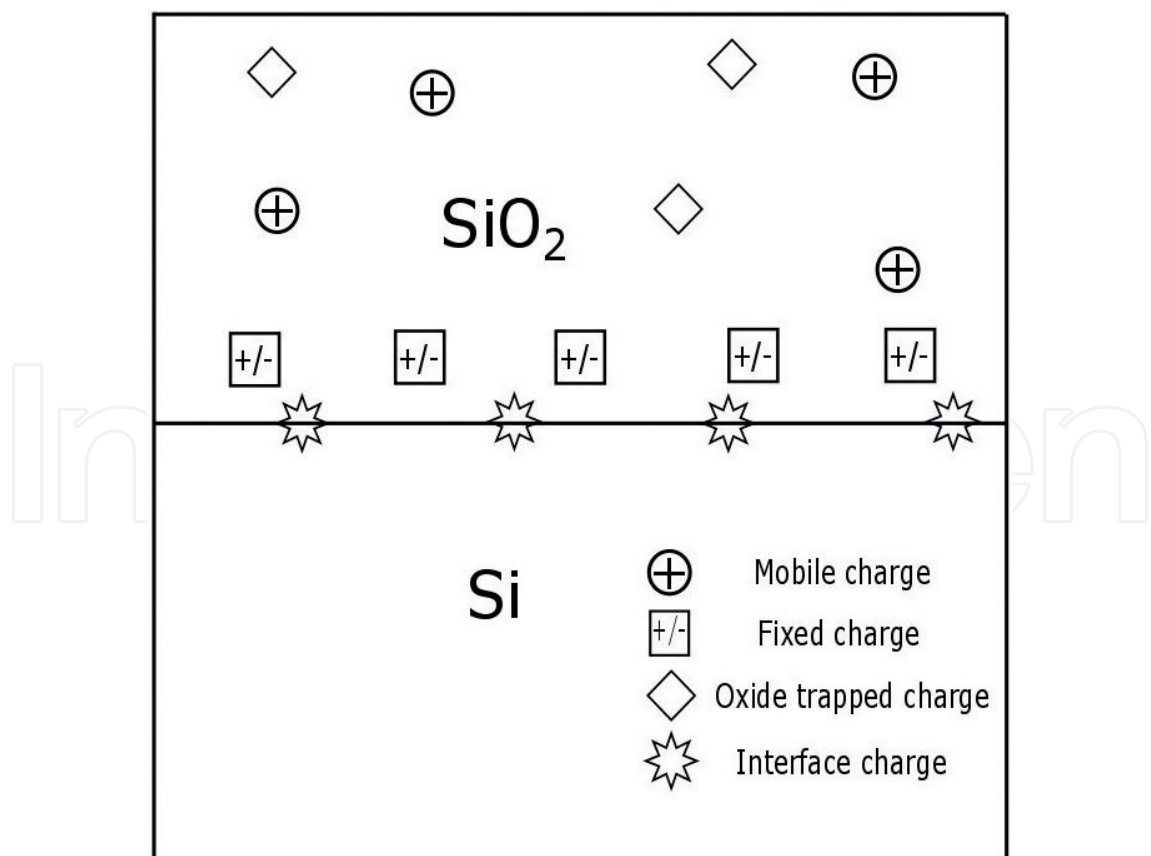 SiO₂
+/- +/- +/- +/- +/-
Si
Mobile charge
+/- Fixed charge
Oxide trapped charge
Interface charge